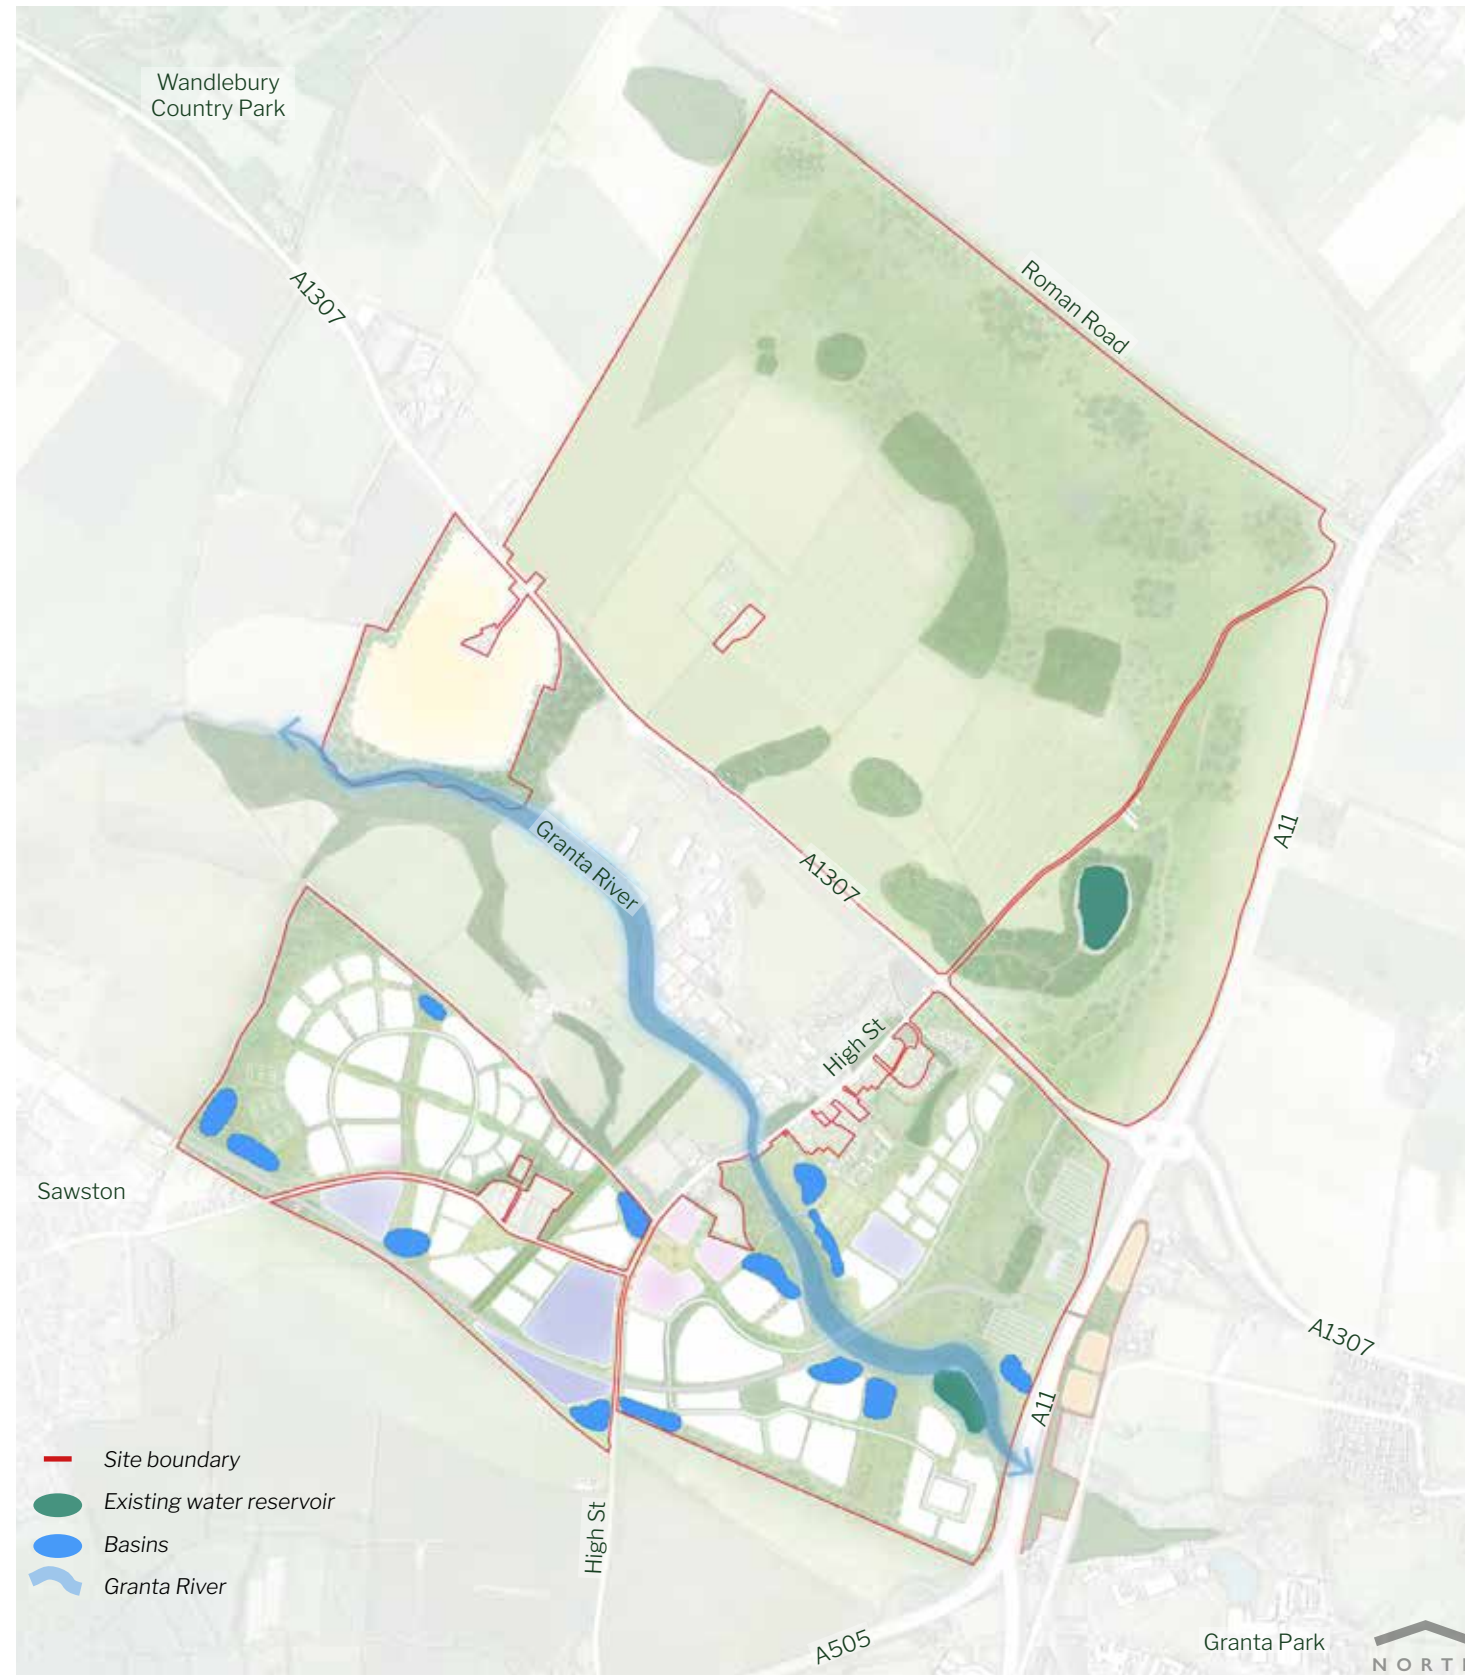 Wandlebury
Country Park
A1307
Roman Road
Granta River
A1307
A11
High St
Sawston
A1307
A11
Site boundary
Existing water reservoir
Basins
Granta River
High St
A505
Granta Park